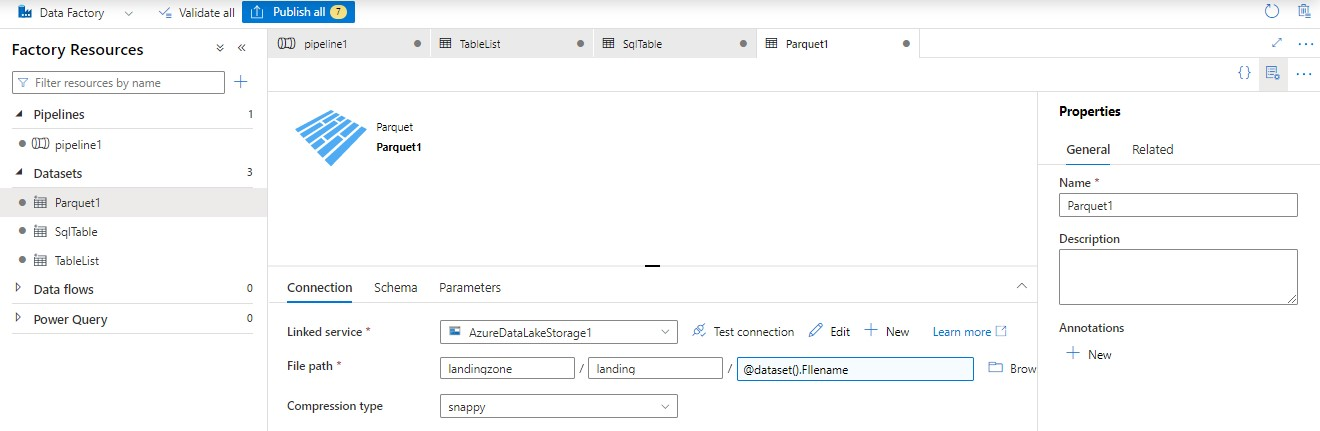 Data Factory Validate all Publish all 7
Factory Resources
Filter resources by name
Pipelines 1
pipeline1
Datasets 3
Parquet1
SqlTable
TableList
Data flows 0
Power Query 0
pipeline1 TableList SqlTable Parquet1
Parquet
Parquet1
Connection Schema Parameters
Linked service * AzureDataLakeStorage1 Test connection Edit New Learn more
File path * landingzone / landing / @dataset().FIlename Brow
Compression type snappy
Properties
General Related
Name *
Parquet1
Description
Annotations
New